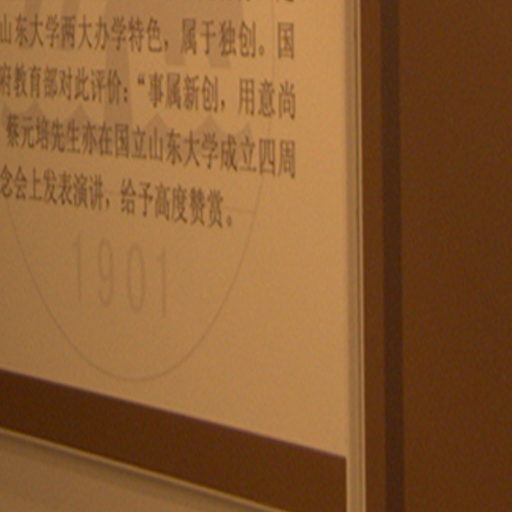 山东大学两大办学特色，属于独创。国
府教育部对此评价：“事属新创，用意尚
蔡元培先生亦在国立山东大学成立四周
念会上发表演讲，给予高度赞赏。
1901